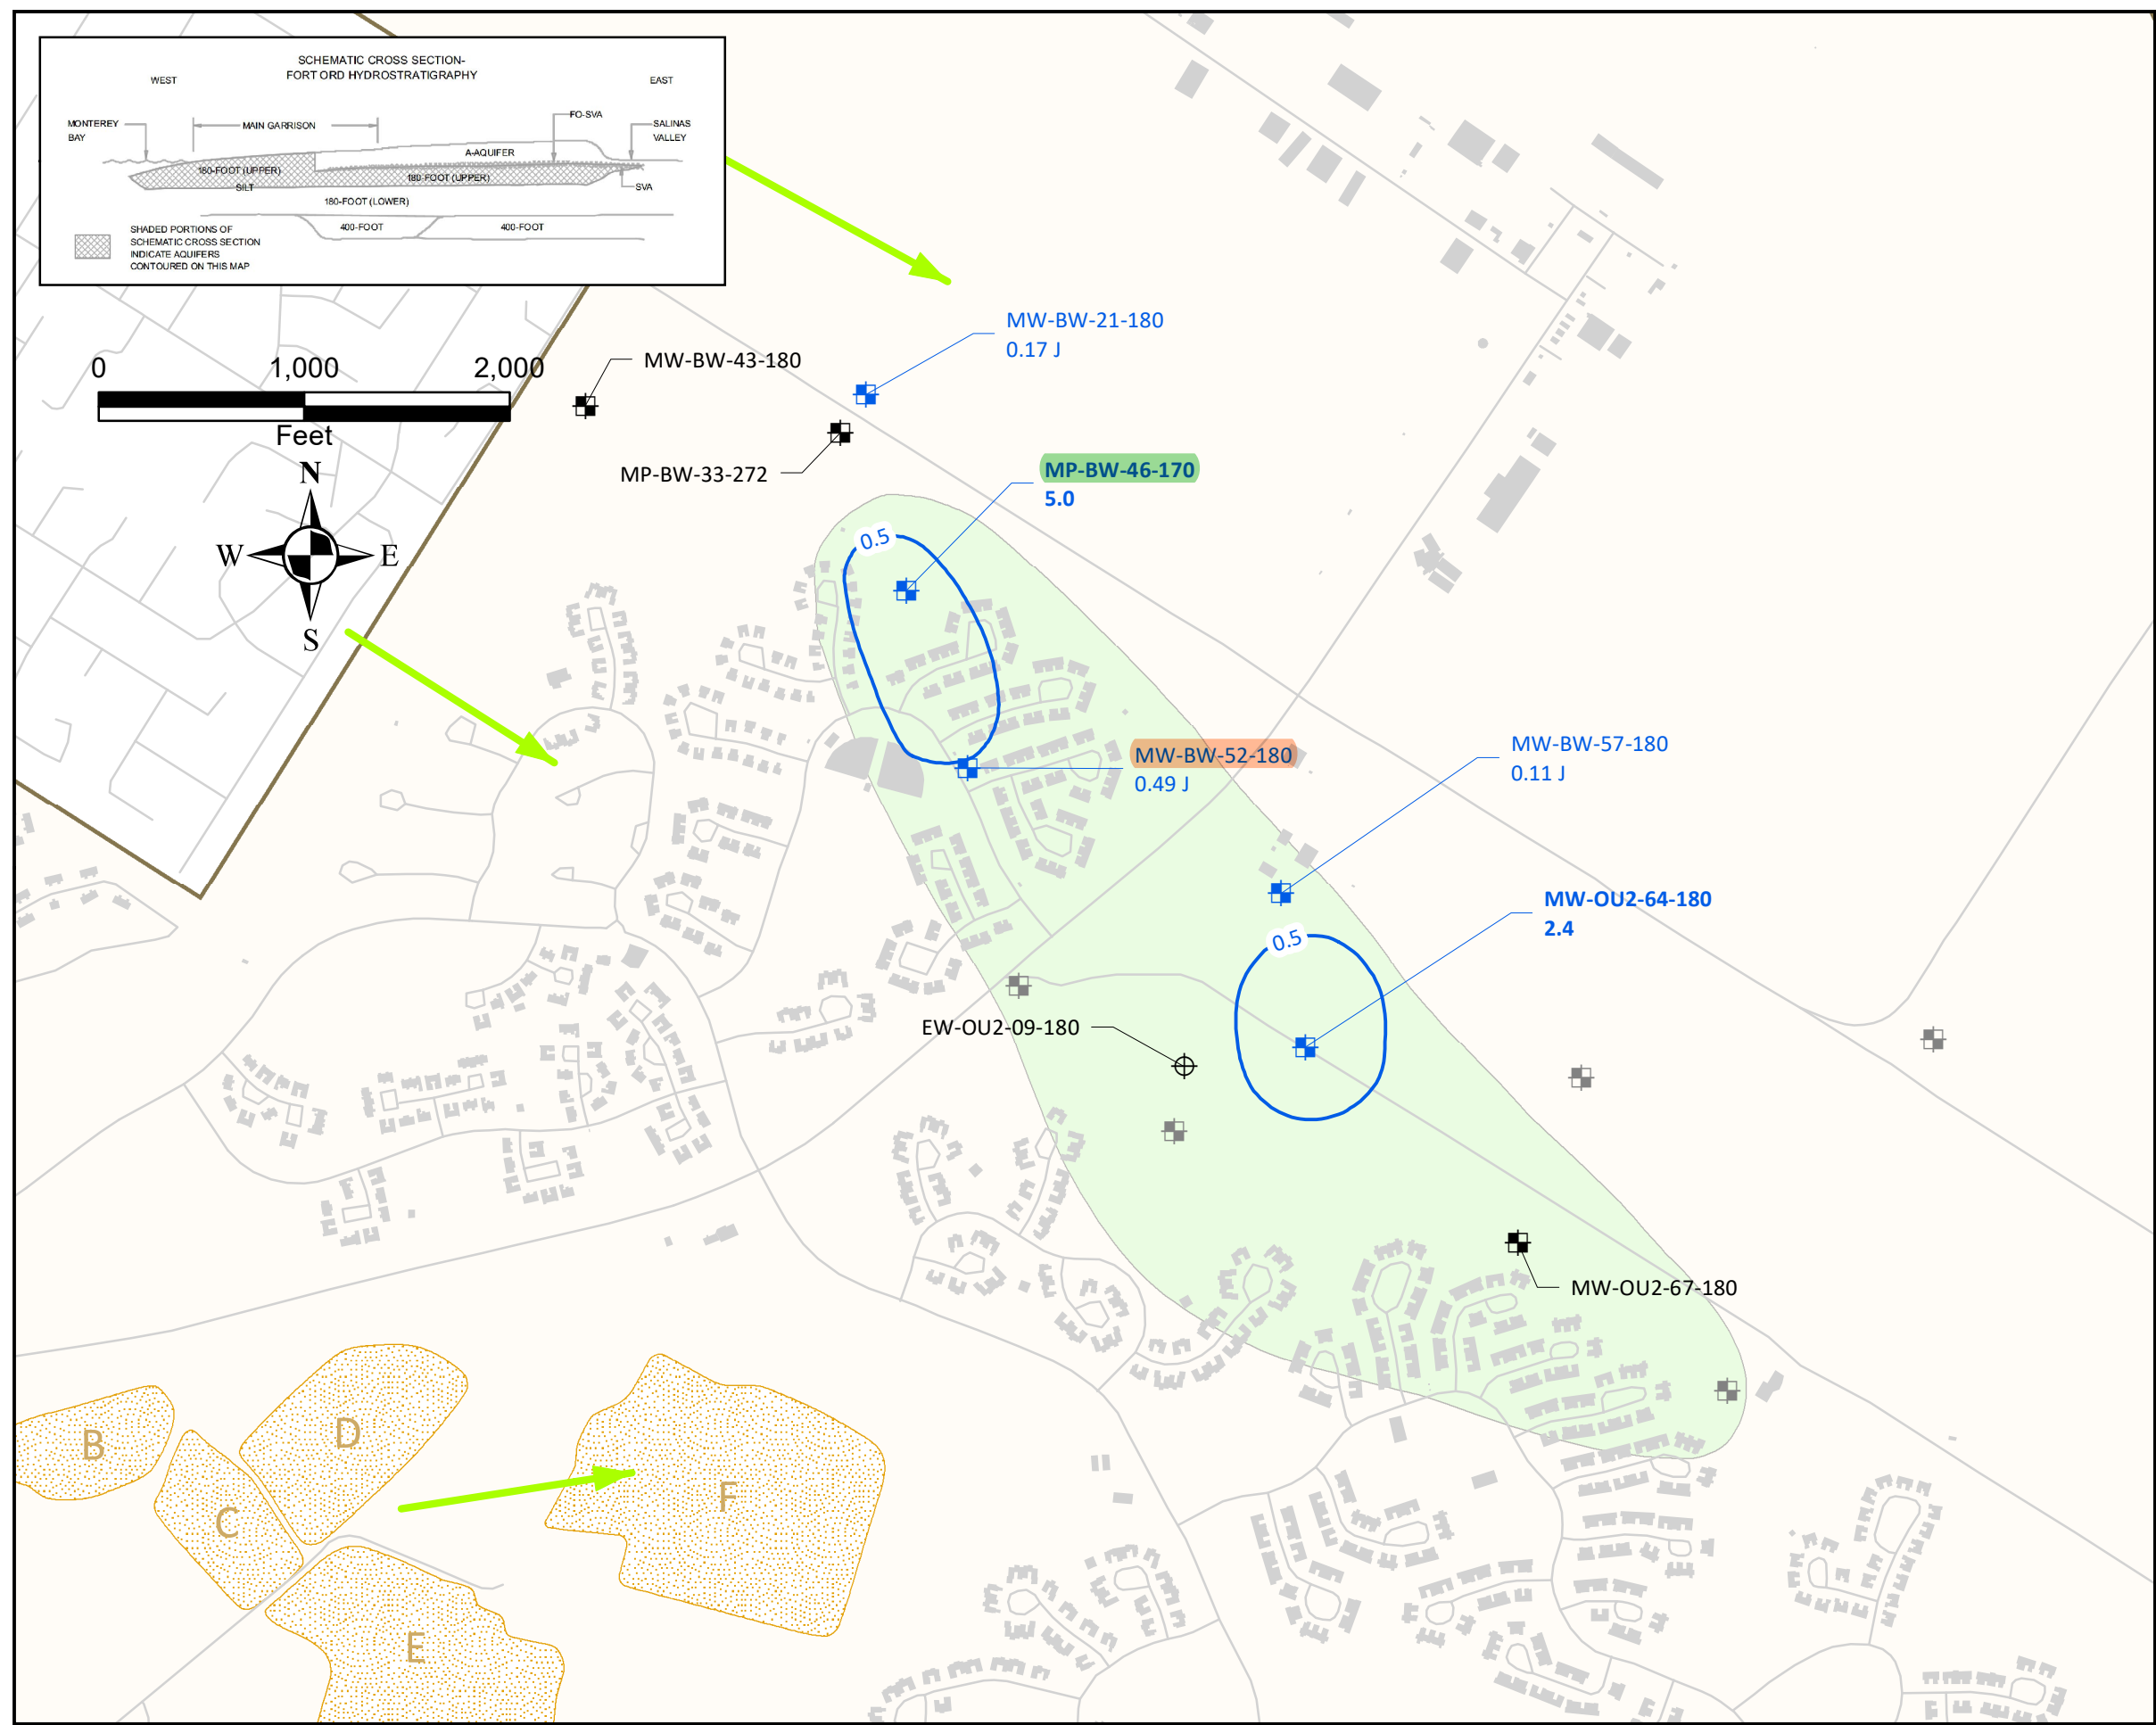 SCHEMATIC CROSS SECTION-
FORT ORD HYDROSTRATIGRAPHY
WEST
EAST
MONTEREY
BAY
MAIN GARRISON
FO-SVA
SALINAS
VALLEY
A-AQUIFER
180-FOOT (UPPER)
180-FOOT (UPPER)
SILT
SVA
180-FOOT (LOWER)
400-FOOT
400-FOOT
SHADED PORTIONS OF
SCHEMATIC CROSS SECTION
INDICATE AQUIFERS
CONTOURED ON THIS MAP
0 1,000 2,000
Feet
N
W E
S
MW-BW-43-180
MW-BW-21-180
0.17 J
MP-BW-33-272
MP-BW-46-170
5.0
0.5
MW-BW-52-180
0.49 J
MW-BW-57-180
0.11 J
MW-OU2-64-180
2.4
0.5
EW-OU2-09-180
MW-OU2-67-180
B
D
C
F
E